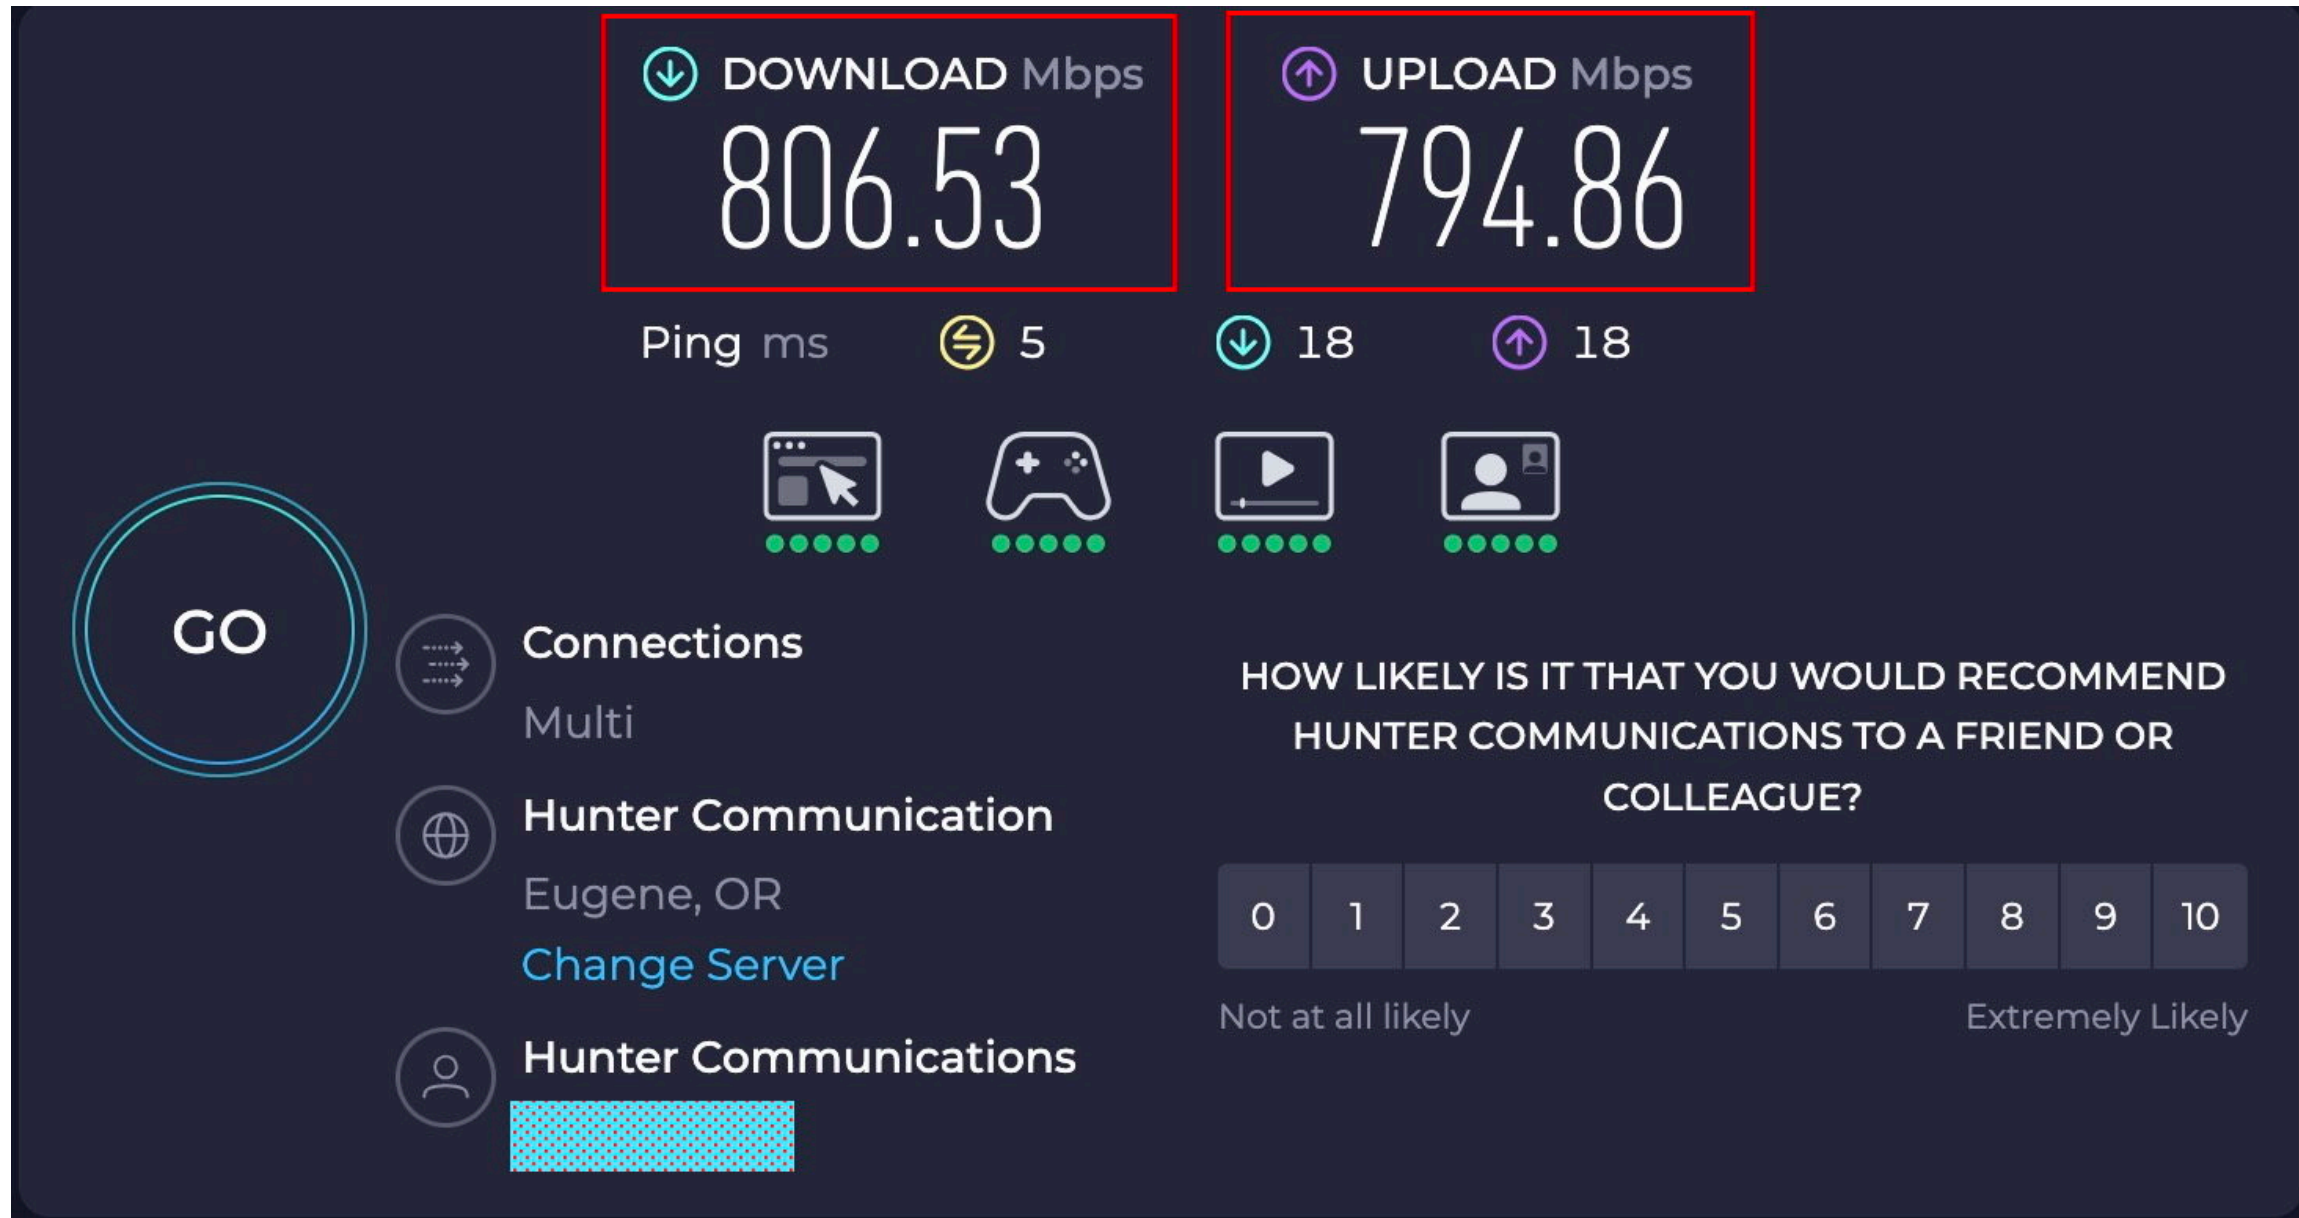 DOWNLOAD Mbps
806.53
UPLOAD Mbps
794.86
Ping ms 5 18 18
GO
Connections
Multi
Hunter Communication
Eugene, OR
Change Server
Hunter Communications
HOW LIKELY IS IT THAT YOU WOULD RECOMMEND
HUNTER COMMUNICATIONS TO A FRIEND OR
COLLEAGUE?
0 1 2 3 4 5 6 7 8 9 10
Not at all likely Extremely Likely